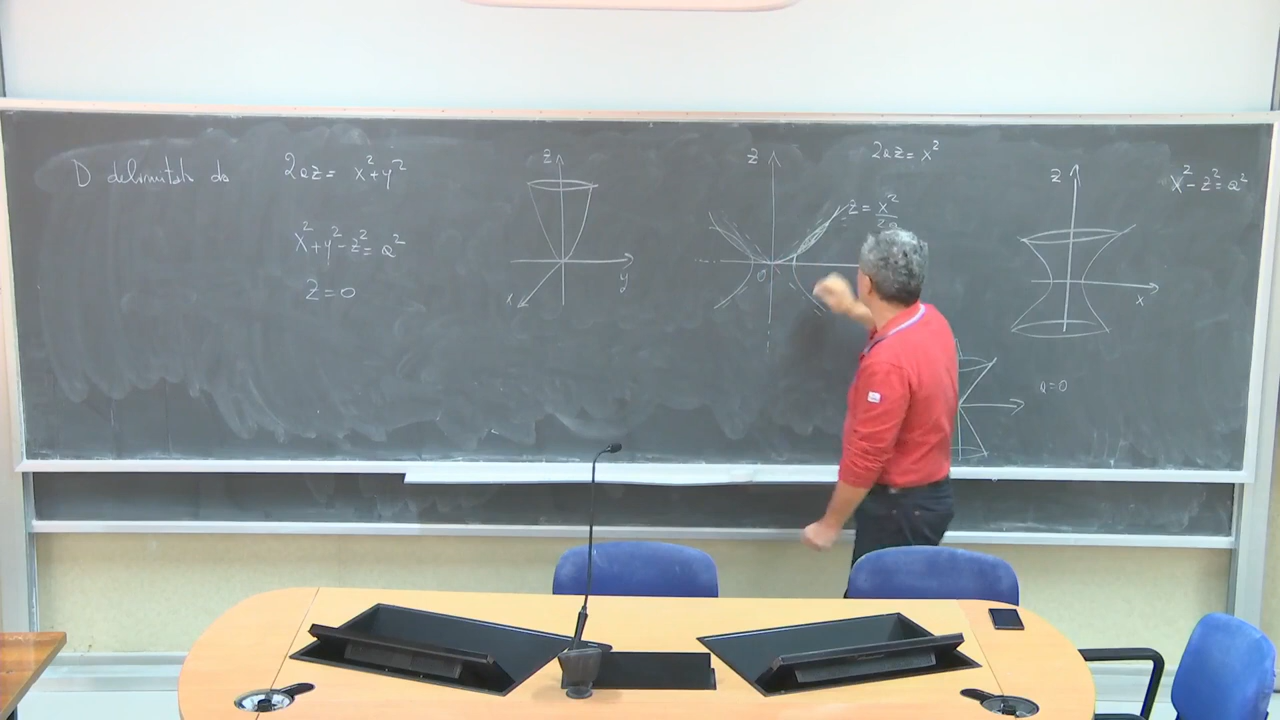 D delimitato da 2az = x²+y²
x²+y²-z²=a²
z=0
z
x
y
z
0
2az = x²
z = x²/2a
z
x
x²-z²=a²
a=0